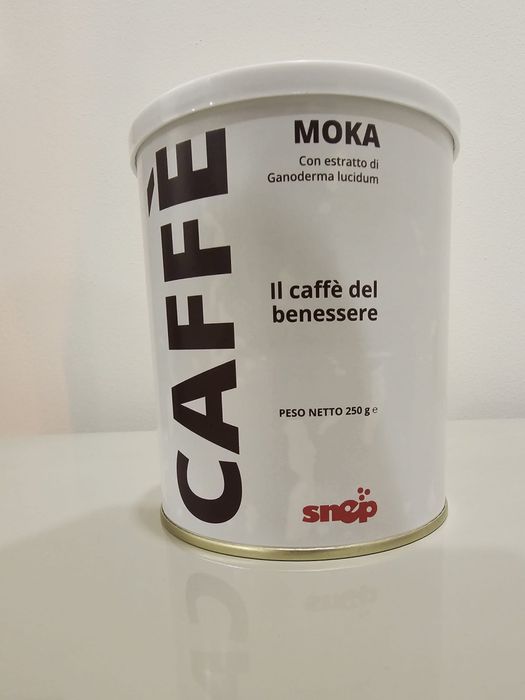 CAFFÈ
MOKA
Con estratto di
Ganoderma lucidum
Il caffè del
benessere
PESO NETTO 250 g ℮
snep